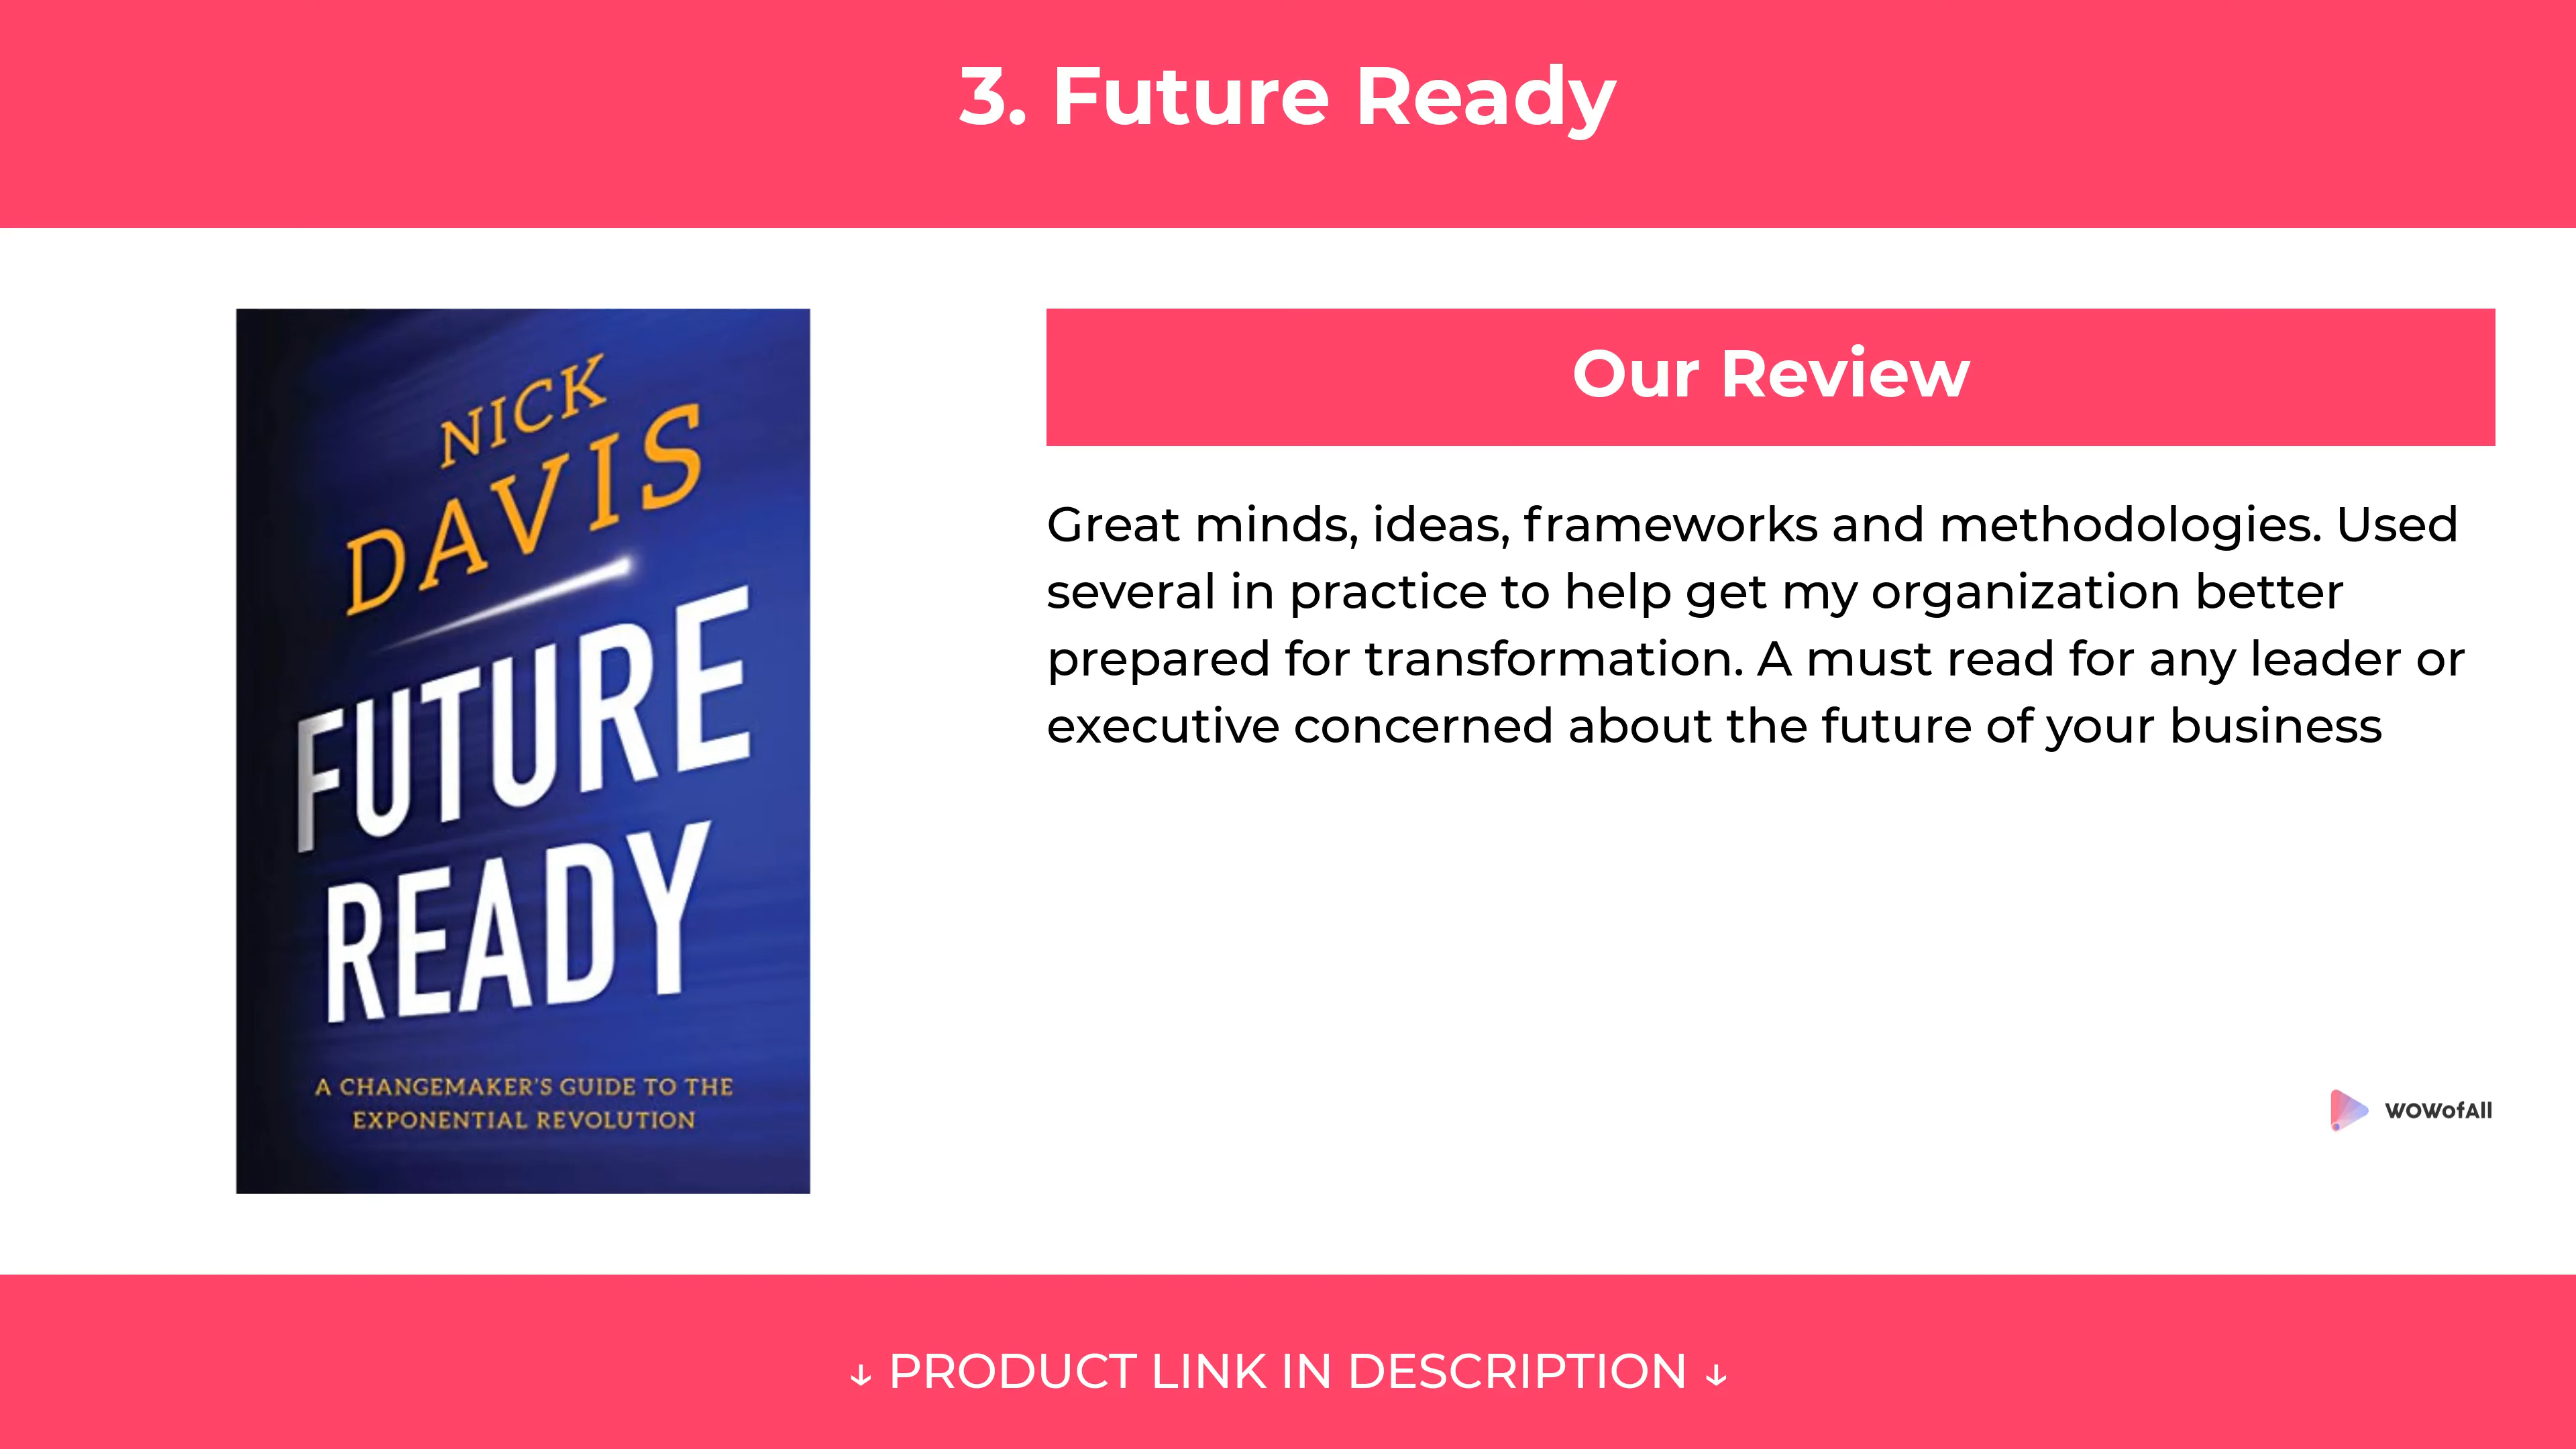 3. Future Ready
NICK
DAVIS
FUTURE
READY
A CHANGEMAKER'S GUIDE TO THE
EXPONENTIAL REVOLUTION
Our Review
Great minds, ideas, frameworks and methodologies. Used
several in practice to help get my organization better
prepared for transformation. A must read for any leader or
executive concerned about the future of your business
WOWofAll
↓ PRODUCT LINK IN DESCRIPTION ↓